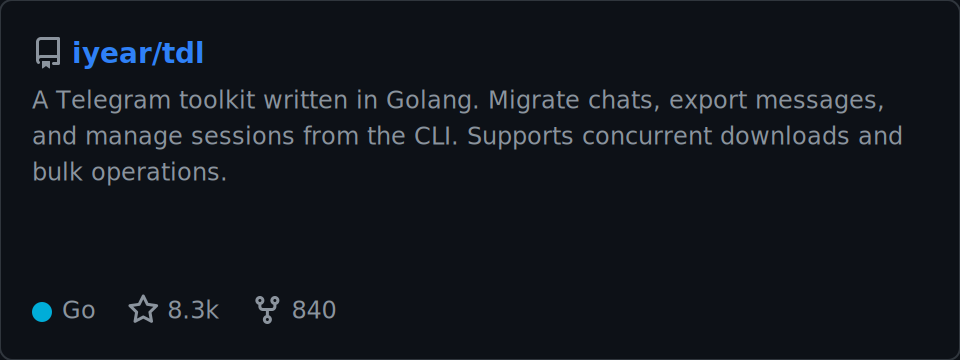 iyear/tdl
A Telegram toolkit written in Golang. Migrate chats, export messages,
and manage sessions from the CLI. Supports concurrent downloads and
bulk operations.
Go 8.3k 840